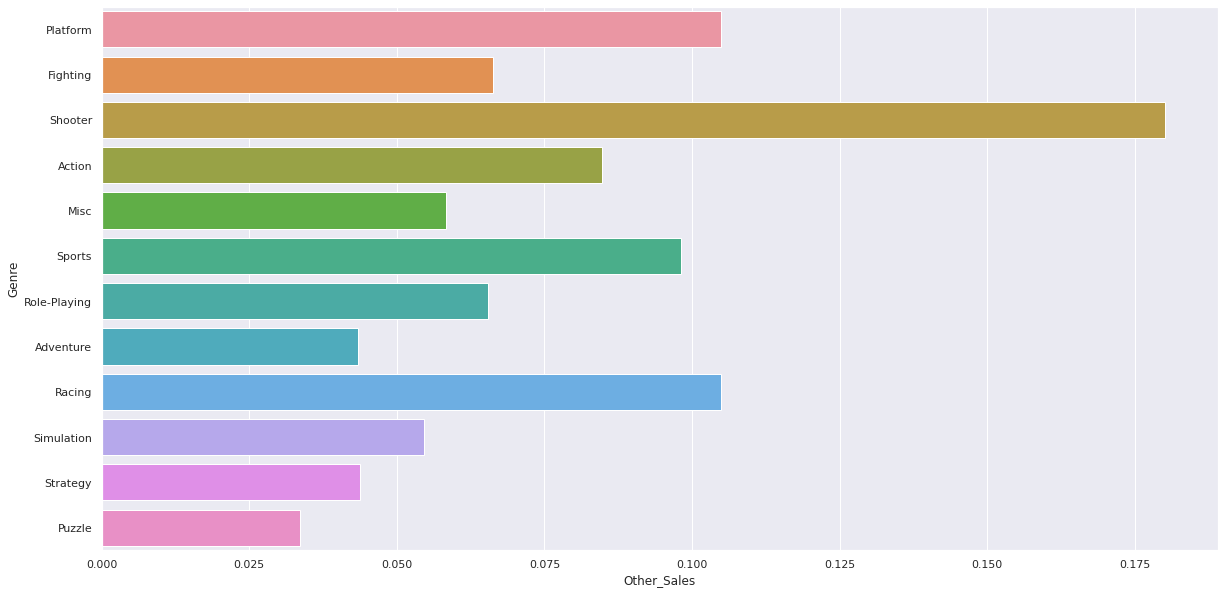 Platform
Fighting
Shooter
Action
Misc
Sports
Genre
Role-Playing
Adventure
Racing
Simulation
Strategy
Puzzle
0.000 0.025 0.050 0.075 0.100 0.125 0.150 0.175
Other_Sales